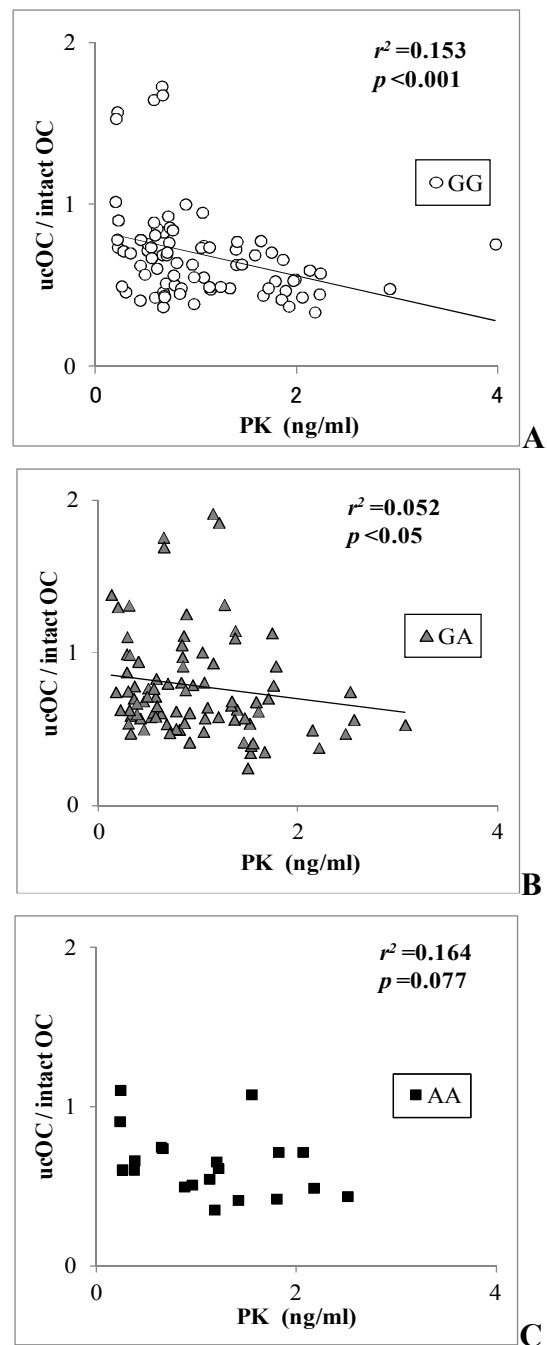 2
r² =0.153
p <0.001
ucOC / intact OC
GG
1
0
0
2
4
PK (ng/ml)
A
2
r² =0.052
p <0.05
ucOC / intact OC
GA
1
0
0
2
4
PK (ng/ml)
B
2
r² =0.164
p =0.077
ucOC / intact OC
AA
1
0
0
2
4
PK (ng/ml)
C